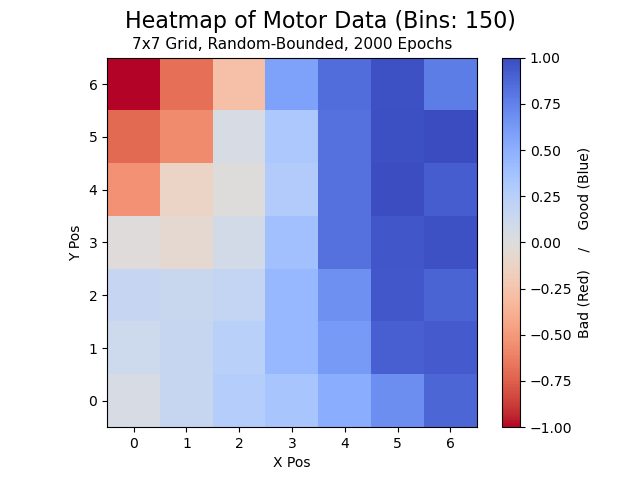 Heatmap of Motor Data (Bins: 150)
7x7 Grid, Random-Bounded, 2000 Epochs
6
5
4
3
2
1
0
Y Pos
0 1 2 3 4 5 6
X Pos
1.00
0.75
0.50
0.25
0.00
−0.25
−0.50
−0.75
−1.00
Bad (Red) / Good (Blue)